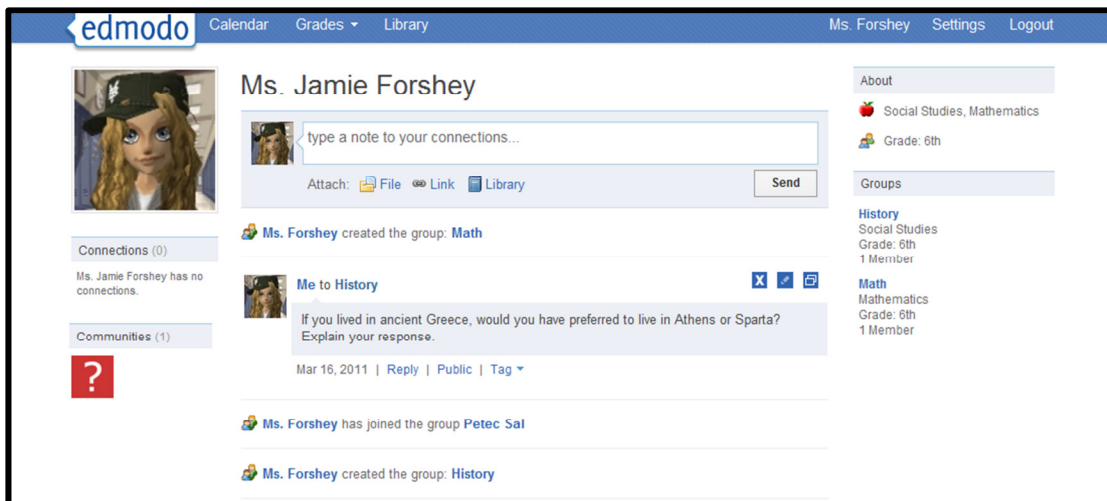 edmodo Calendar Grades Library Ms. Forshey Settings Logout
Ms. Jamie Forshey
type a note to your connections...
Attach: File Link Library Send
Ms. Forshey created the group: Math
Me to History
If you lived in ancient Greece, would you have preferred to live in Athens or Sparta?
Explain your response.
Mar 16, 2011 | Reply | Public | Tag
Ms. Forshey has joined the group Petec Sal
Ms. Forshey created the group: History
Connections (0)
Ms. Jamie Forshey has no
connections.
Communities (1)
?
About
Social Studies, Mathematics
Grade: 6th
Groups
History
Social Studies
Grade: 6th
1 Member
Math
Mathematics
Grade: 6th
1 Member